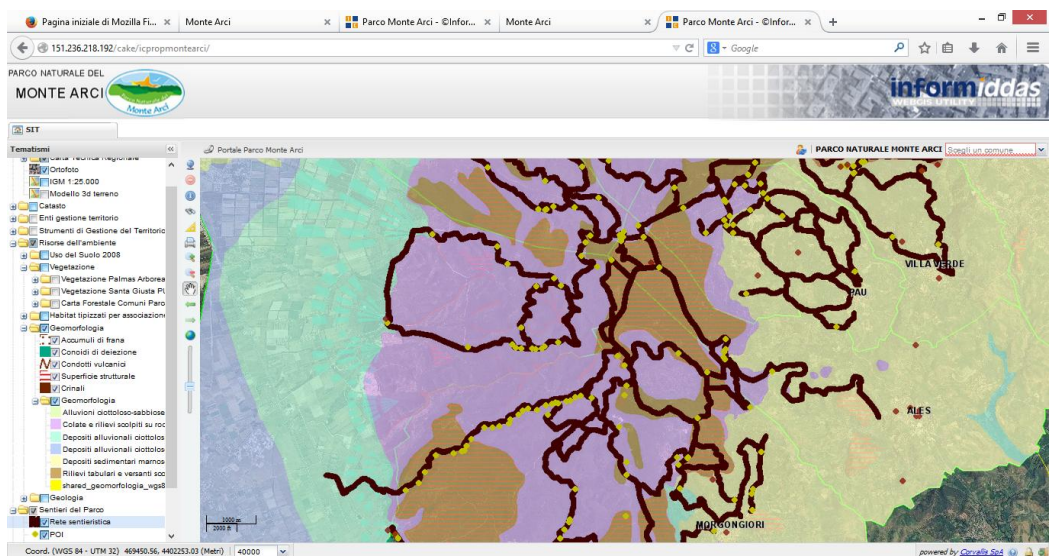 Pagina iniziale di Mozilla Fi...
Monte Arci
Parco Monte Arci - ©Infor...
Monte Arci
Parco Monte Arci - ©Infor...
151.236.218.192/cake/icpropmontearci/
Google
PARCO NATURALE DEL
MONTE ARCI
Monte Arci
informiddas
WEBGIS UTILITY
SIT
Tematismi
Portale Parco Monte Arci
PARCO NATURALE MONTE ARCI
Scegli un comune
Carta Tecnica Regionale
Ortofoto
IGM 1:25.000
Modello 3d terreno
Catasto
Enti gestione territorio
Strumenti di Gestione del Territorio
Risorse dell'ambiente
Uso del Suolo 2008
Vegetazione
Vegetazione Palmas Arborea
Vegetazione Santa Giusta PU
Carta Forestale Comuni Parc
Habitat tipizzati per associazione
Geomorfologia
Accumuli di frana
Conoidi di deiezione
Condotti vulcanici
Superficie strutturale
Crinali
Geomorfologia
Alluvioni ciottoloso-sabbiose
Colate e rilievi scolpiti su roc
Depositi alluvionali ciottolos
Depositi alluvionali ciottolos
Depositi sedimentari marnos
Rilievi tabulari e versanti sco
shared_geomorfologia_wgs8
Geologia
Sentieri del Parco
Rete sentieristica
POI
VILLA VERDE
PAU
ALES
MORGONGIORI
1000 m
2000 ft
Coord. (WGS 84 - UTM 32) 469450.56, 4402253.03 (Metri)
40000
powered by Corvallis SpA